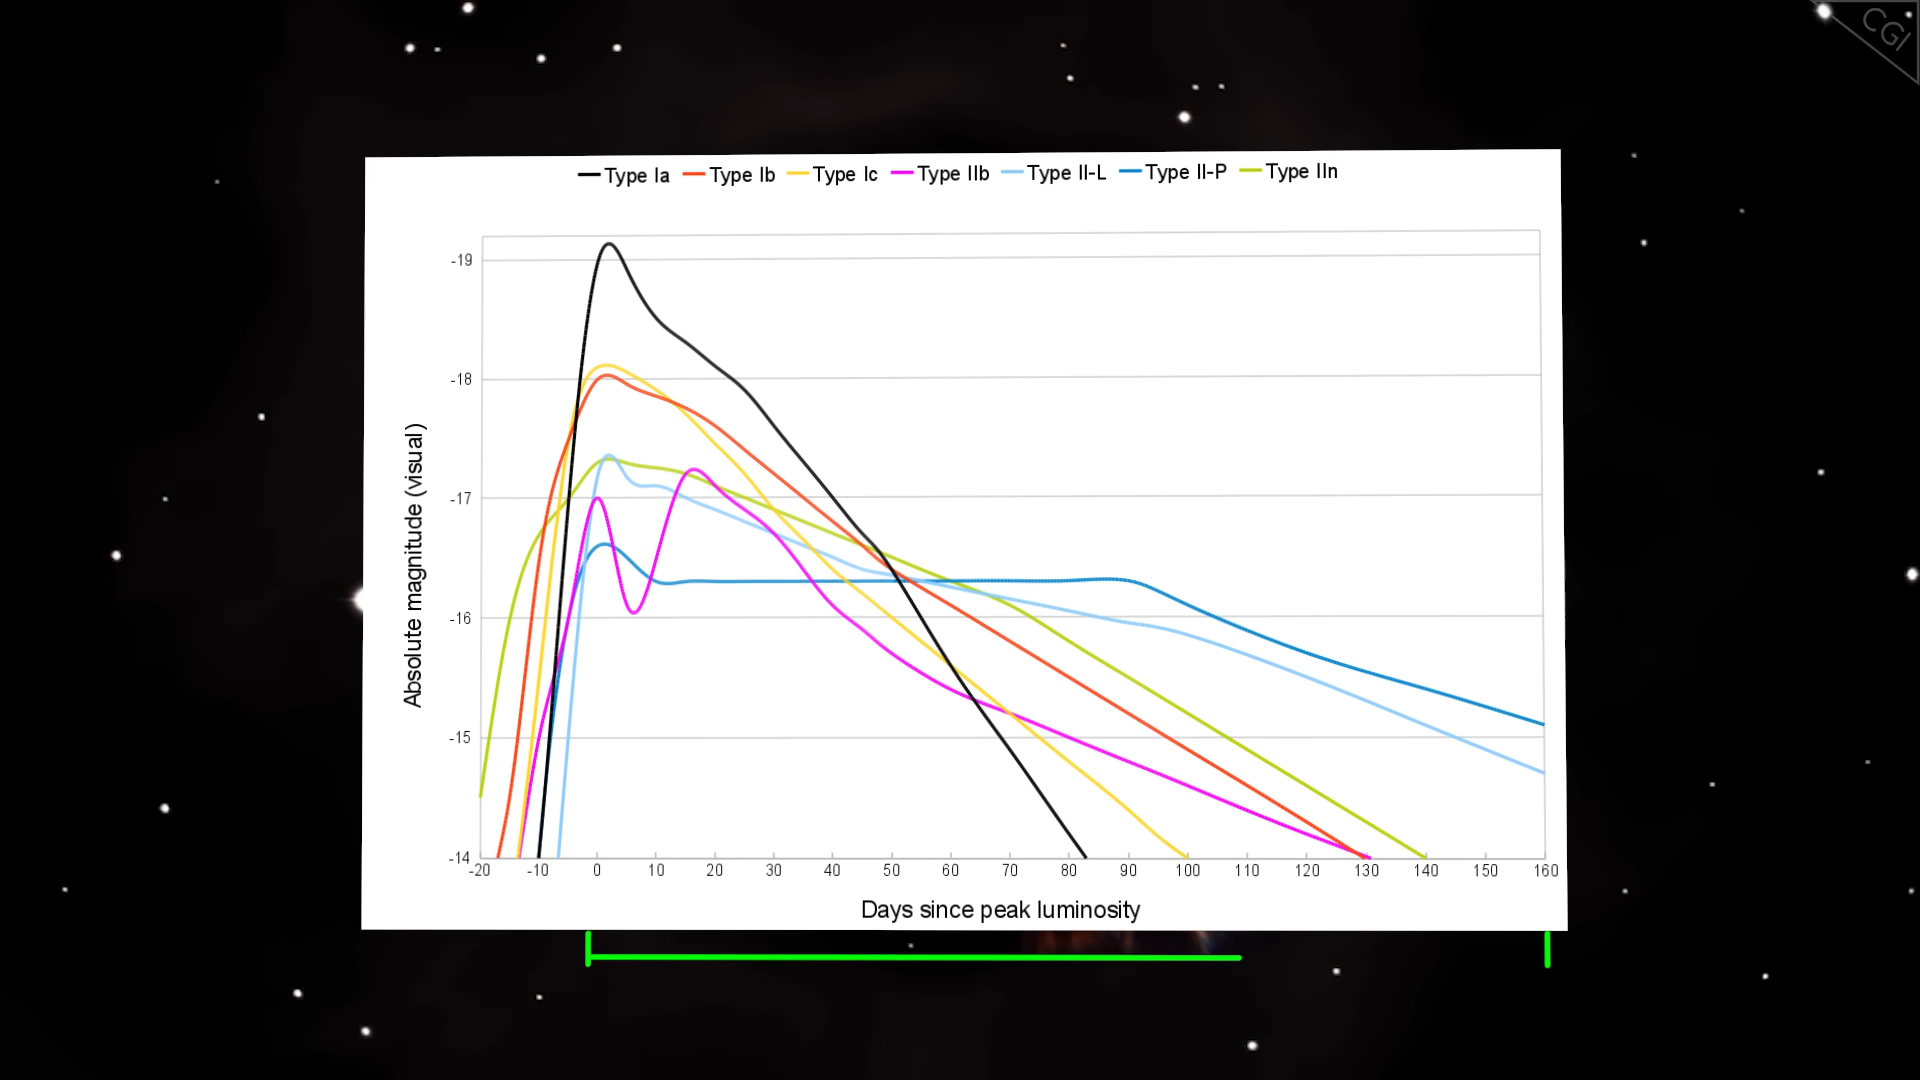 CGI
Type Ia Type Ib Type Ic Type IIb Type II-L Type II-P Type IIn
-19
-18
-17
-16
-15
-14
Absolute magnitude (visual)
-20 -10 0 10 20 30 40 50 60 70 80 90 100 110 120 130 140 150 160
Days since peak luminosity